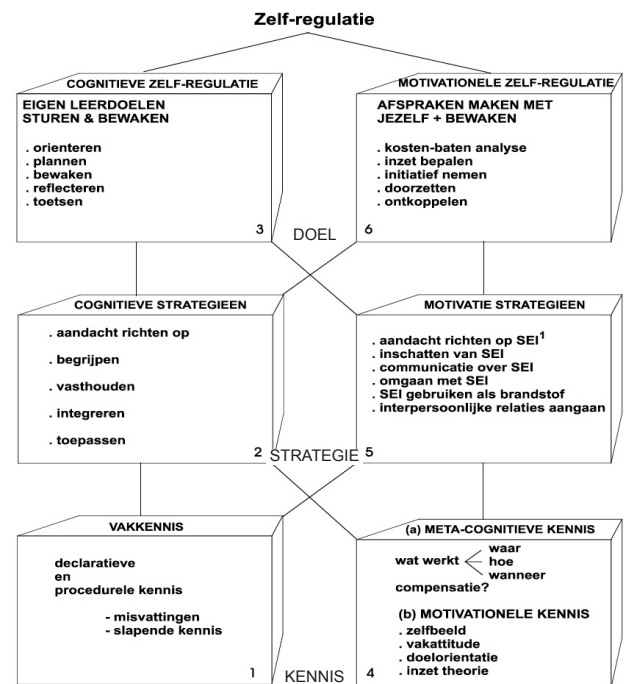 Zelf-regulatie
COGNITIEVE ZELF-REGULATIE
EIGEN LEERDOELEN
STUREN & BEWAKEN
. orienteren
. plannen
. bewaken
. reflecteren
. toetsen
3
MOTIVATIONELE ZELF-REGULATIE
AFSPRAKEN MAKEN MET
JEZELF + BEWAKEN
. kosten-baten analyse
. inzet bepalen
. initiatief nemen
. doorzetten
. ontkoppelen
6
DOEL
COGNITIEVE STRATEGIEEN
. aandacht richten op
. begrijpen
. vasthouden
. integreren
. toepassen
2
MOTIVATIE STRATEGIEEN
. aandacht richten op SEI¹
. inschatten van SEI
. communicatie over SEI
. omgaan met SEI
. SEI gebruiken als brandstof
. interpersoonlijke relaties aangaan
5
STRATEGIE
VAKKENNIS
declaratieve
en
procedurele kennis
- misvattingen
- slapende kennis
1
(a) META-COGNITIEVE KENNIS
wat werkt
waar
hoe
wanneer
compensatie?
(b) MOTIVATIONELE KENNIS
. zelfbeeld
. vakattitude
. doelorientatie
. inzet theorie
4
KENNIS